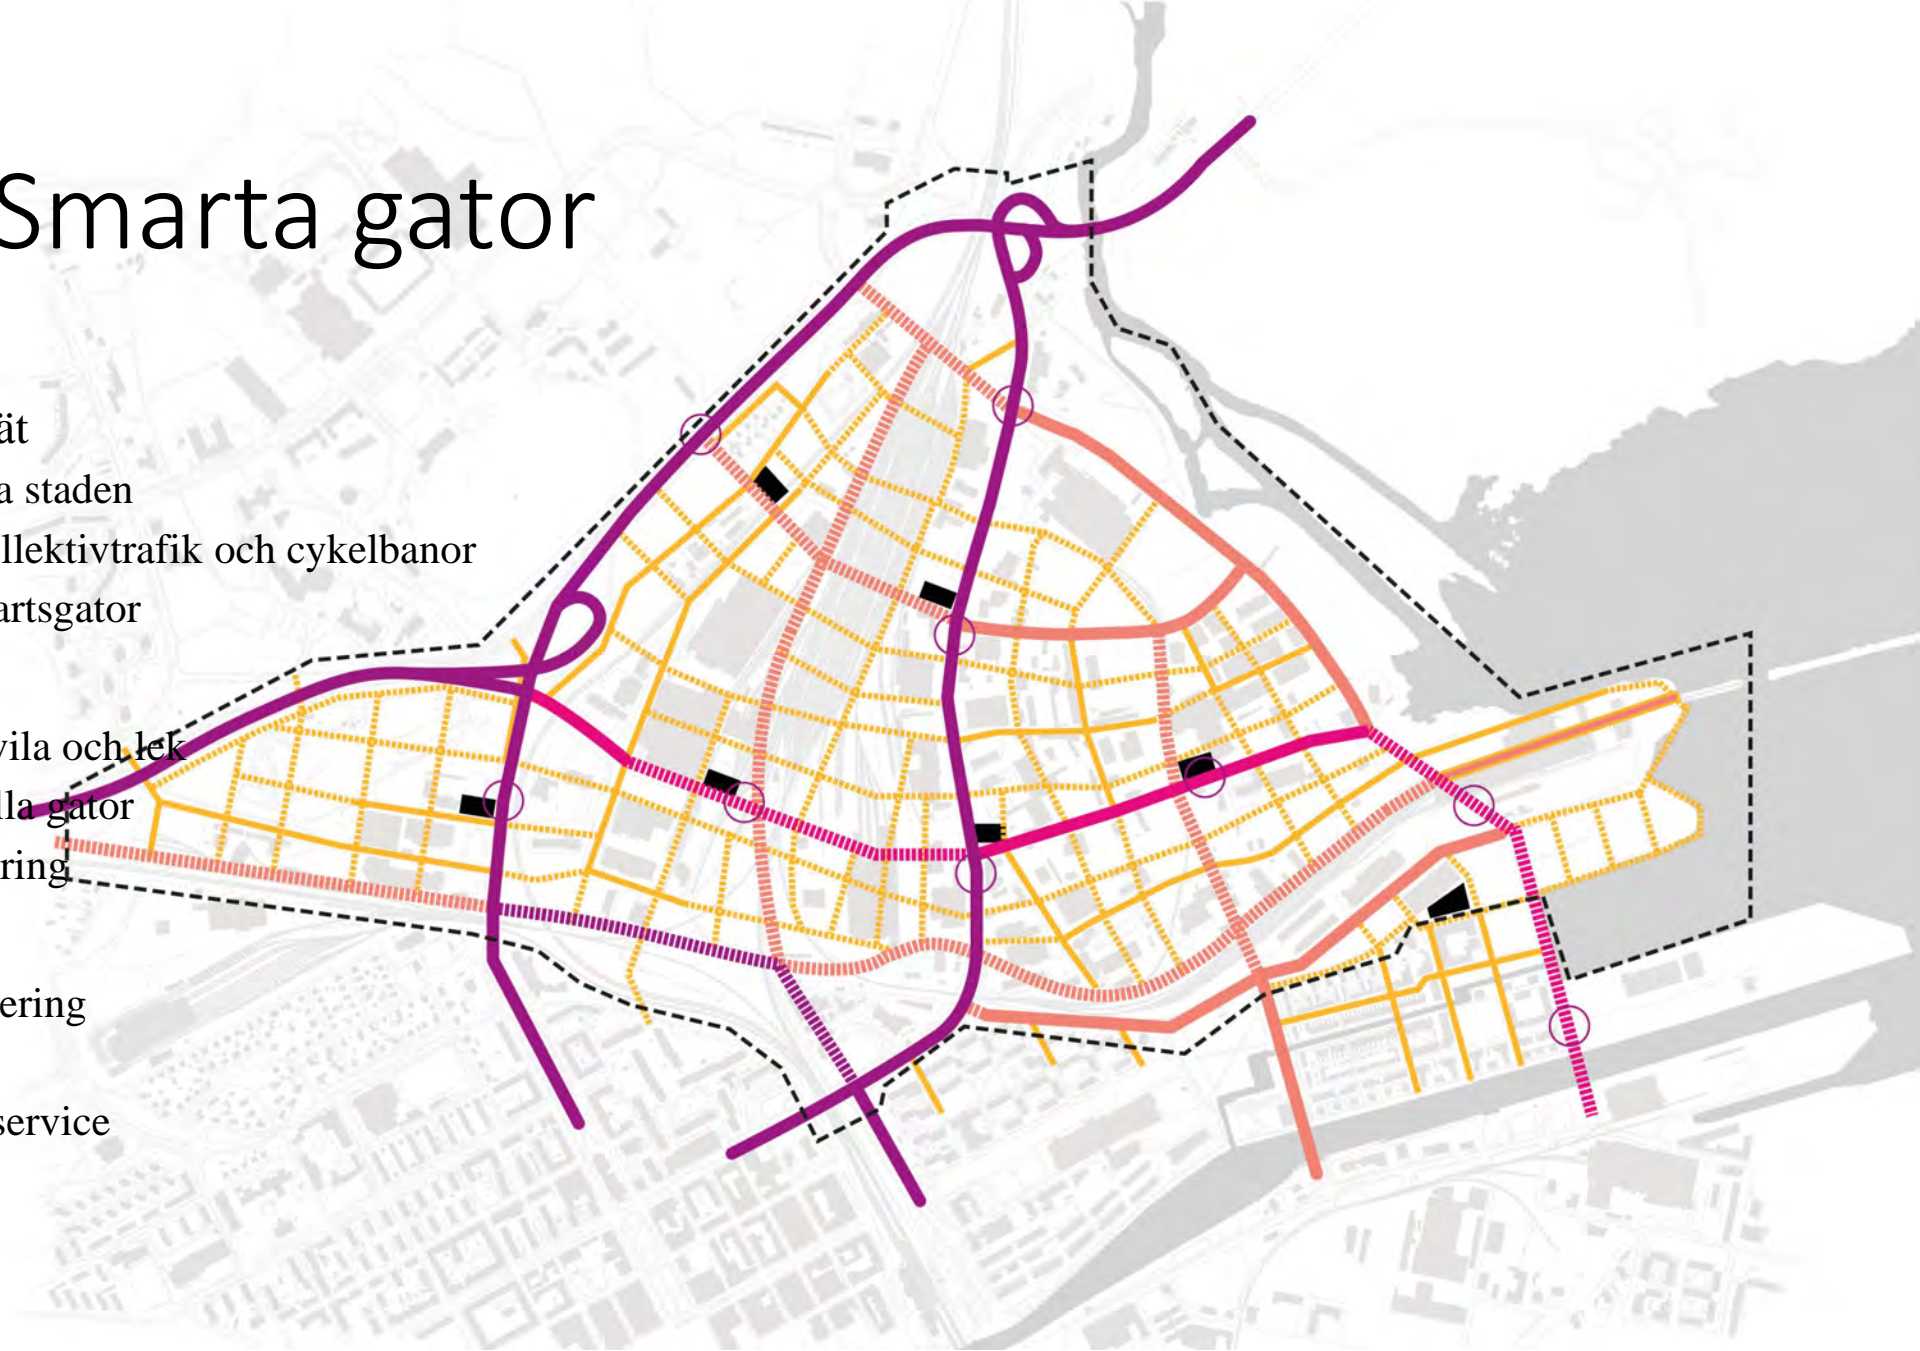 Smarta gator
ät
a staden
llektivtrafik och cykelbanor
artsgator
vila och lek
lla gator
ring
ering
service